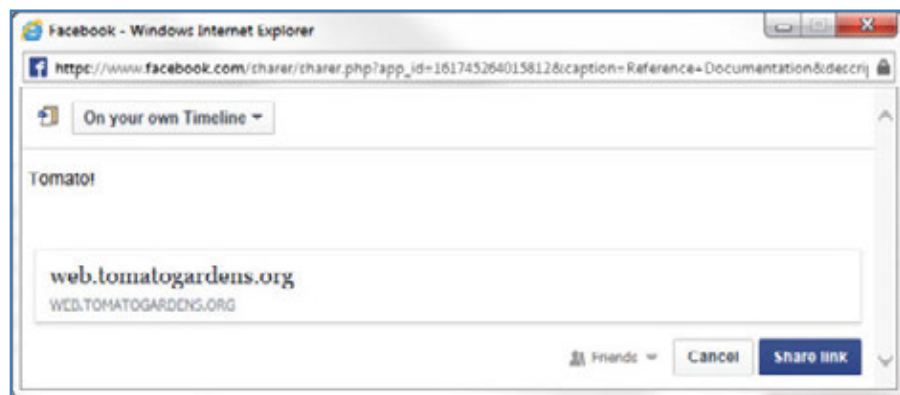 Facebook - Windows Internet Explorer
https://www.facebook.com/sharer/sharer.php?app_id=161745264015812&caption=Reference+Documentation&descrip
On your own Timeline
Tomato!
web.tomatogardens.org
WEB.TOMATOGARDENS.ORG
Friends Cancel Share link